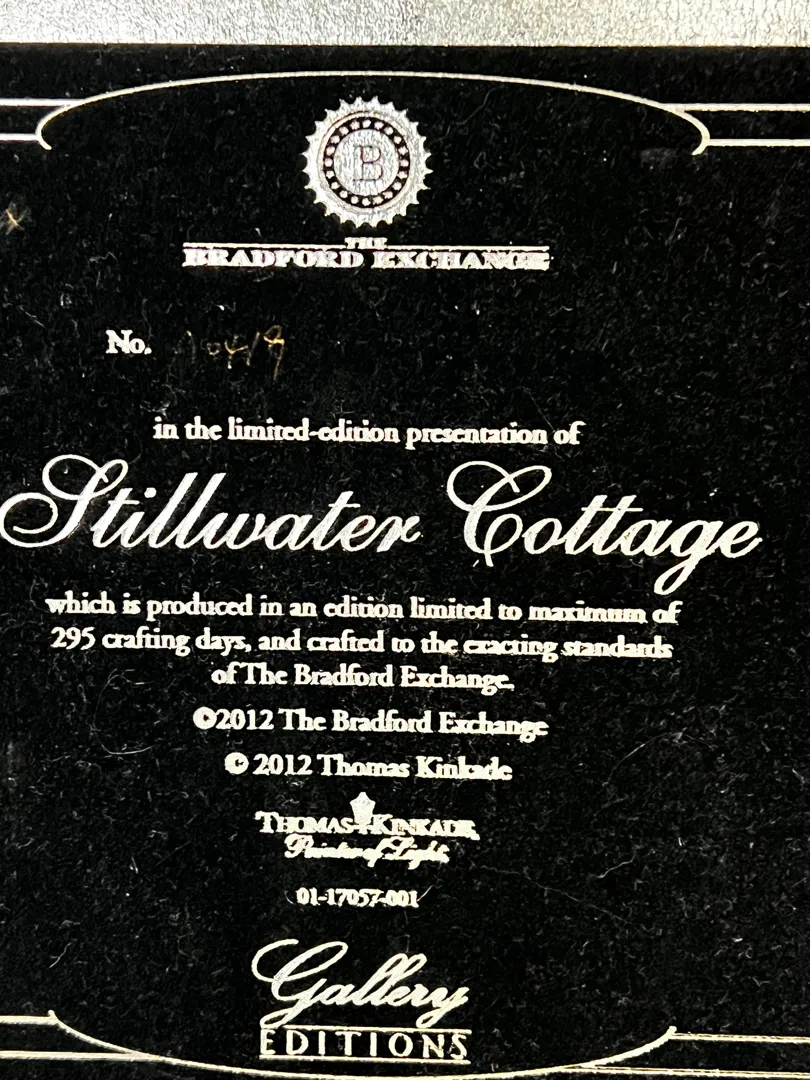 B
THE
BRADFORD EXCHANGE
No.
in the limited-edition presentation of
Stillwater Cottage
which is produced in an edition limited to maximum of
295 crafting days, and crafted to the exacting standards
of The Bradford Exchange.
©2012 The Bradford Exchange
© 2012 Thomas Kinkade
THOMAS KINKADE
Painter of Light
01-17057-001
Gallery
EDITIONS